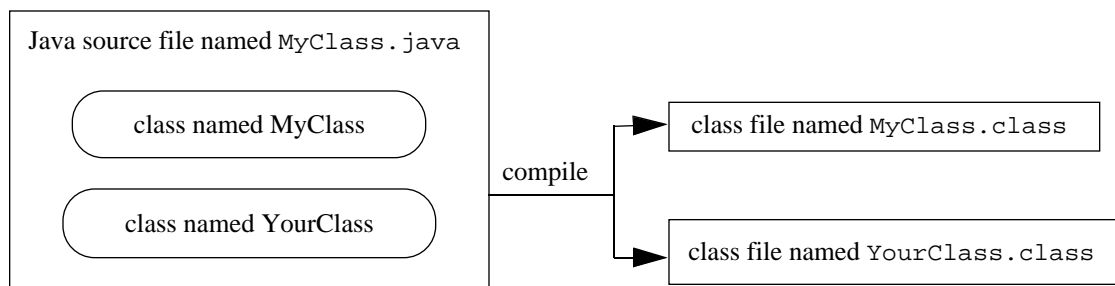 Java source file named MyClass.java
class named MyClass
class named YourClass
compile
class file named MyClass.class
class file named YourClass.class